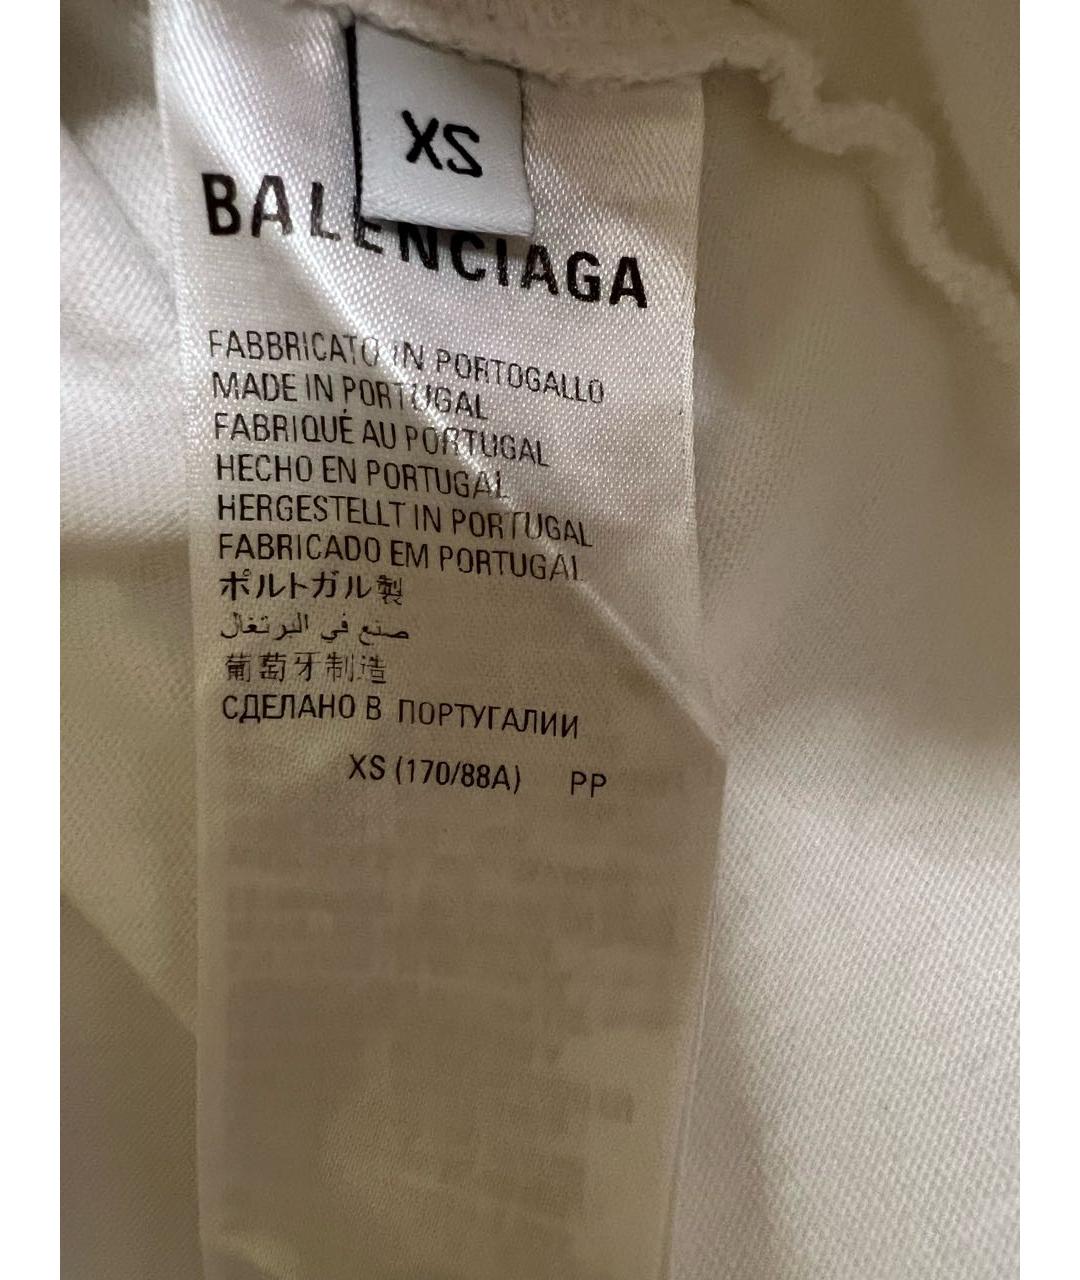 XS
BALENCIAGA
FABBRICATO IN PORTOGALLO
MADE IN PORTUGAL
FABRIQUÉ AU PORTUGAL
HECHO EN PORTUGAL
HERGESTELLT IN PORTUGAL
FABRICADO EM PORTUGAL
ポルトガル製
صنع في البرتغال
葡萄牙制造
СДЕЛАНО В ПОРТУГАЛИИ
XS (170/88A) PP